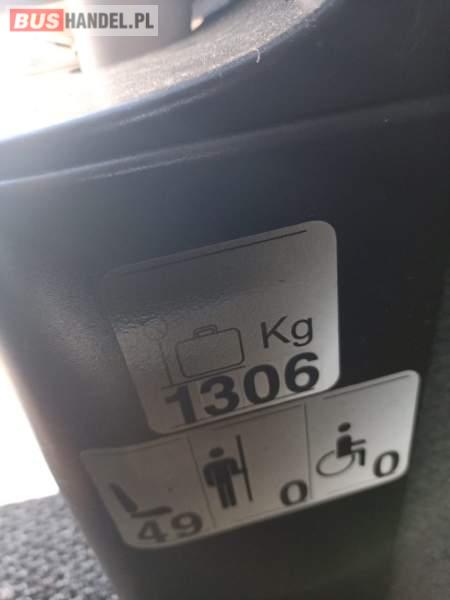 BUSHANDEL.PL
Kg
1306
49 0 0